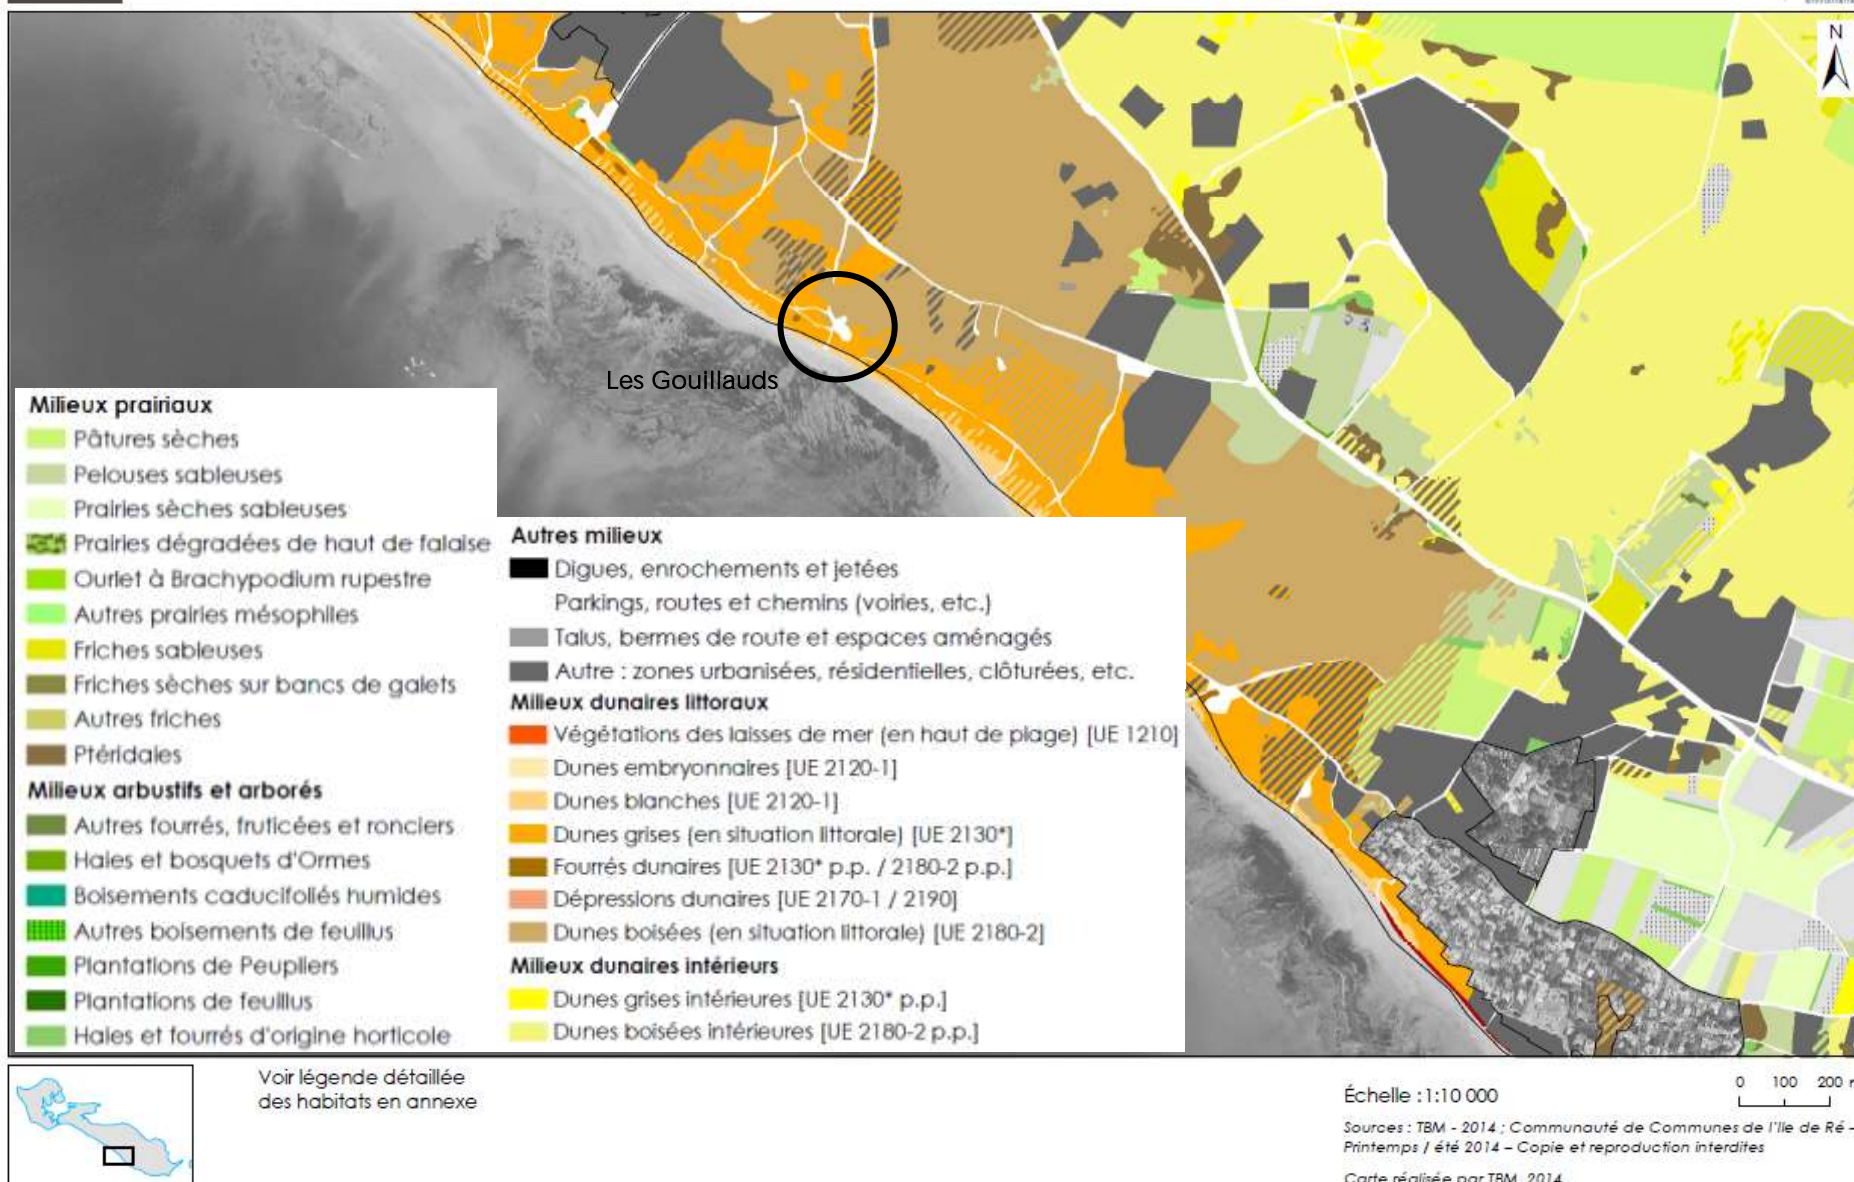 N
Les Gouillauds
Milieux prairiaux
Pâtures sèches
Pelouses sableuses
Prairies sèches sableuses
Prairies dégradées de haut de falaise
Ourlet à Brachypodium rupestre
Autres prairies mésophiles
Friches sableuses
Friches sèches sur bancs de galets
Autres friches
Ptéridales
Milieux arbustifs et arborés
Autres fourrés, fruticées et ronciers
Haies et bosquets d'Ormes
Boisements caducifoliés humides
Autres boisements de feuillus
Plantations de Peupliers
Plantations de feuillus
Haies et fourrés d'origine horticole
Autres milieux
Digues, enrochements et jetées
Parkings, routes et chemins (voiries, etc.)
Talus, bermes de route et espaces aménagés
Autre : zones urbanisées, résidentielles, clôturées, etc.
Milieux dunaires littoraux
Végétations des laisses de mer (en haut de plage) [UE 1210]
Dunes embryonnaires [UE 2120-1]
Dunes blanches [UE 2120-1]
Dunes grises (en situation littorale) [UE 2130*]
Fourrés dunaires [UE 2130* p.p. / 2180-2 p.p.]
Dépressions dunaires [UE 2170-1 / 2190]
Dunes boisées (en situation littorale) [UE 2180-2]
Milieux dunaires intérieurs
Dunes grises intérieures [UE 2130* p.p.]
Dunes boisées intérieures [UE 2180-2 p.p.]
Voir légende détaillée
des habitats en annexe
Échelle :1:10 000
0 100 200
Sources : TBM - 2014 ; Communauté de Communes de l'Ile de Ré –
Printemps / été 2014 – Copie et reproduction interdites
Carte réalisée par TBM, 2014